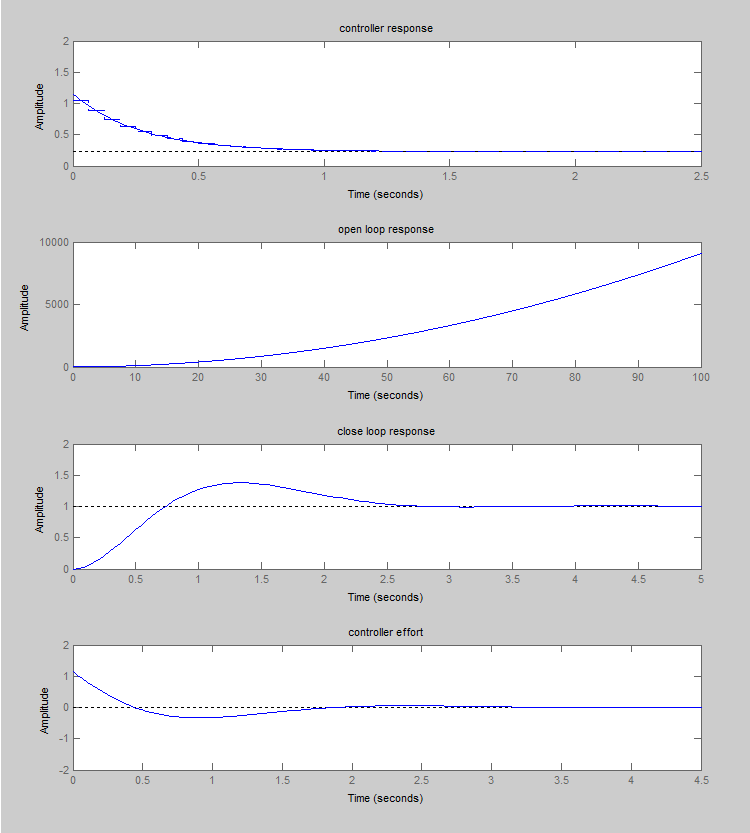 controller response
2
1.5
1
0.5
0
Amplitude
0 0.5 1 1.5 2 2.5
Time (seconds)
open loop response
10000
5000
0
Amplitude
0 10 20 30 40 50 60 70 80 90 100
Time (seconds)
close loop response
2
1.5
1
0.5
0
Amplitude
0 0.5 1 1.5 2 2.5 3 3.5 4 4.5 5
Time (seconds)
controller effort
2
1
0
-1
-2
Amplitude
0 0.5 1 1.5 2 2.5 3 3.5 4 4.5
Time (seconds)